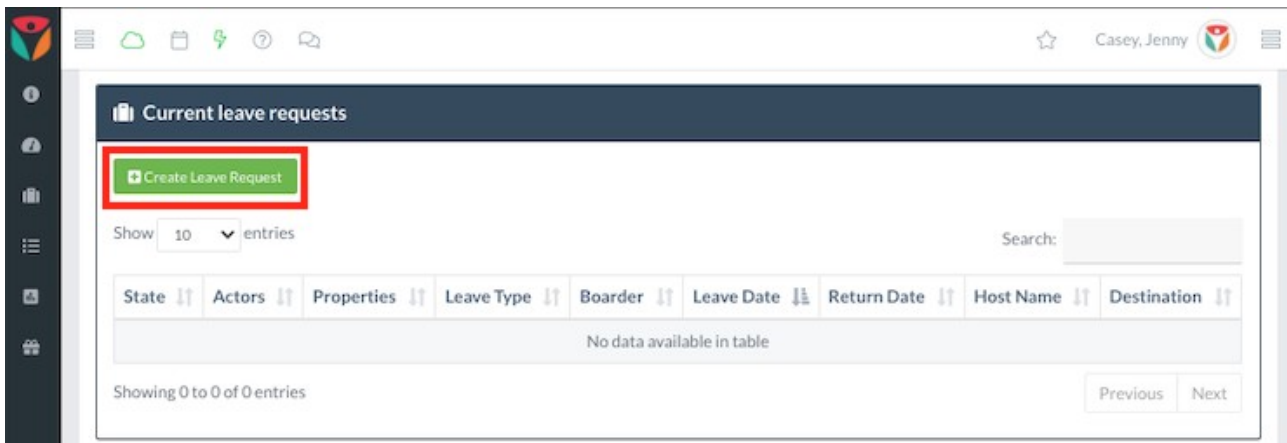 Casey, Jenny
Current leave requests
Create Leave Request
Show 10 entries
Search:
State Actors Properties Leave Type Boarder Leave Date Return Date Host Name Destination
No data available in table
Showing 0 to 0 of 0 entries
Previous Next